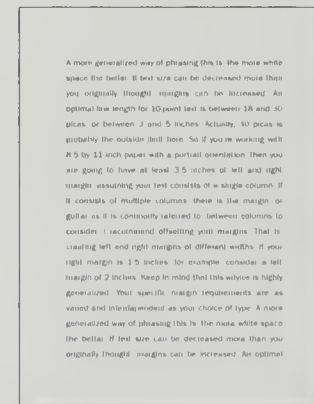 A more generalized way of phrasing this is the more white
space the better. If text size can be decreased more than
you originally thought margins can be increased. An
optimal line length for 10-point text is between 18 and 30
picas or between 3 and 5 inches. Actually, 30 picas is
probably the outside limit here. So if you're working with
8.5 by 11 inch paper with a portrait orientation then you
are going to have at least 3.5 inches of left and right
margin assuming your text consists of a single column. If
it consists of multiple columns there is the margin or
gutter as it is commonly referred to between columns to
consider. I recommend offsetting your margins. That is
creating left and right margins of different widths. If your
right margin is 1.5 inches for example consider a left
margin of 2 inches. Keep in mind that this advice is highly
generalized. Your specific margin requirements are as
varied and interdependent as your choice of type. A more
generalized way of phrasing this is the more white space
the better. If text size can be decreased more than you
originally thought margins can be increased. An optimal